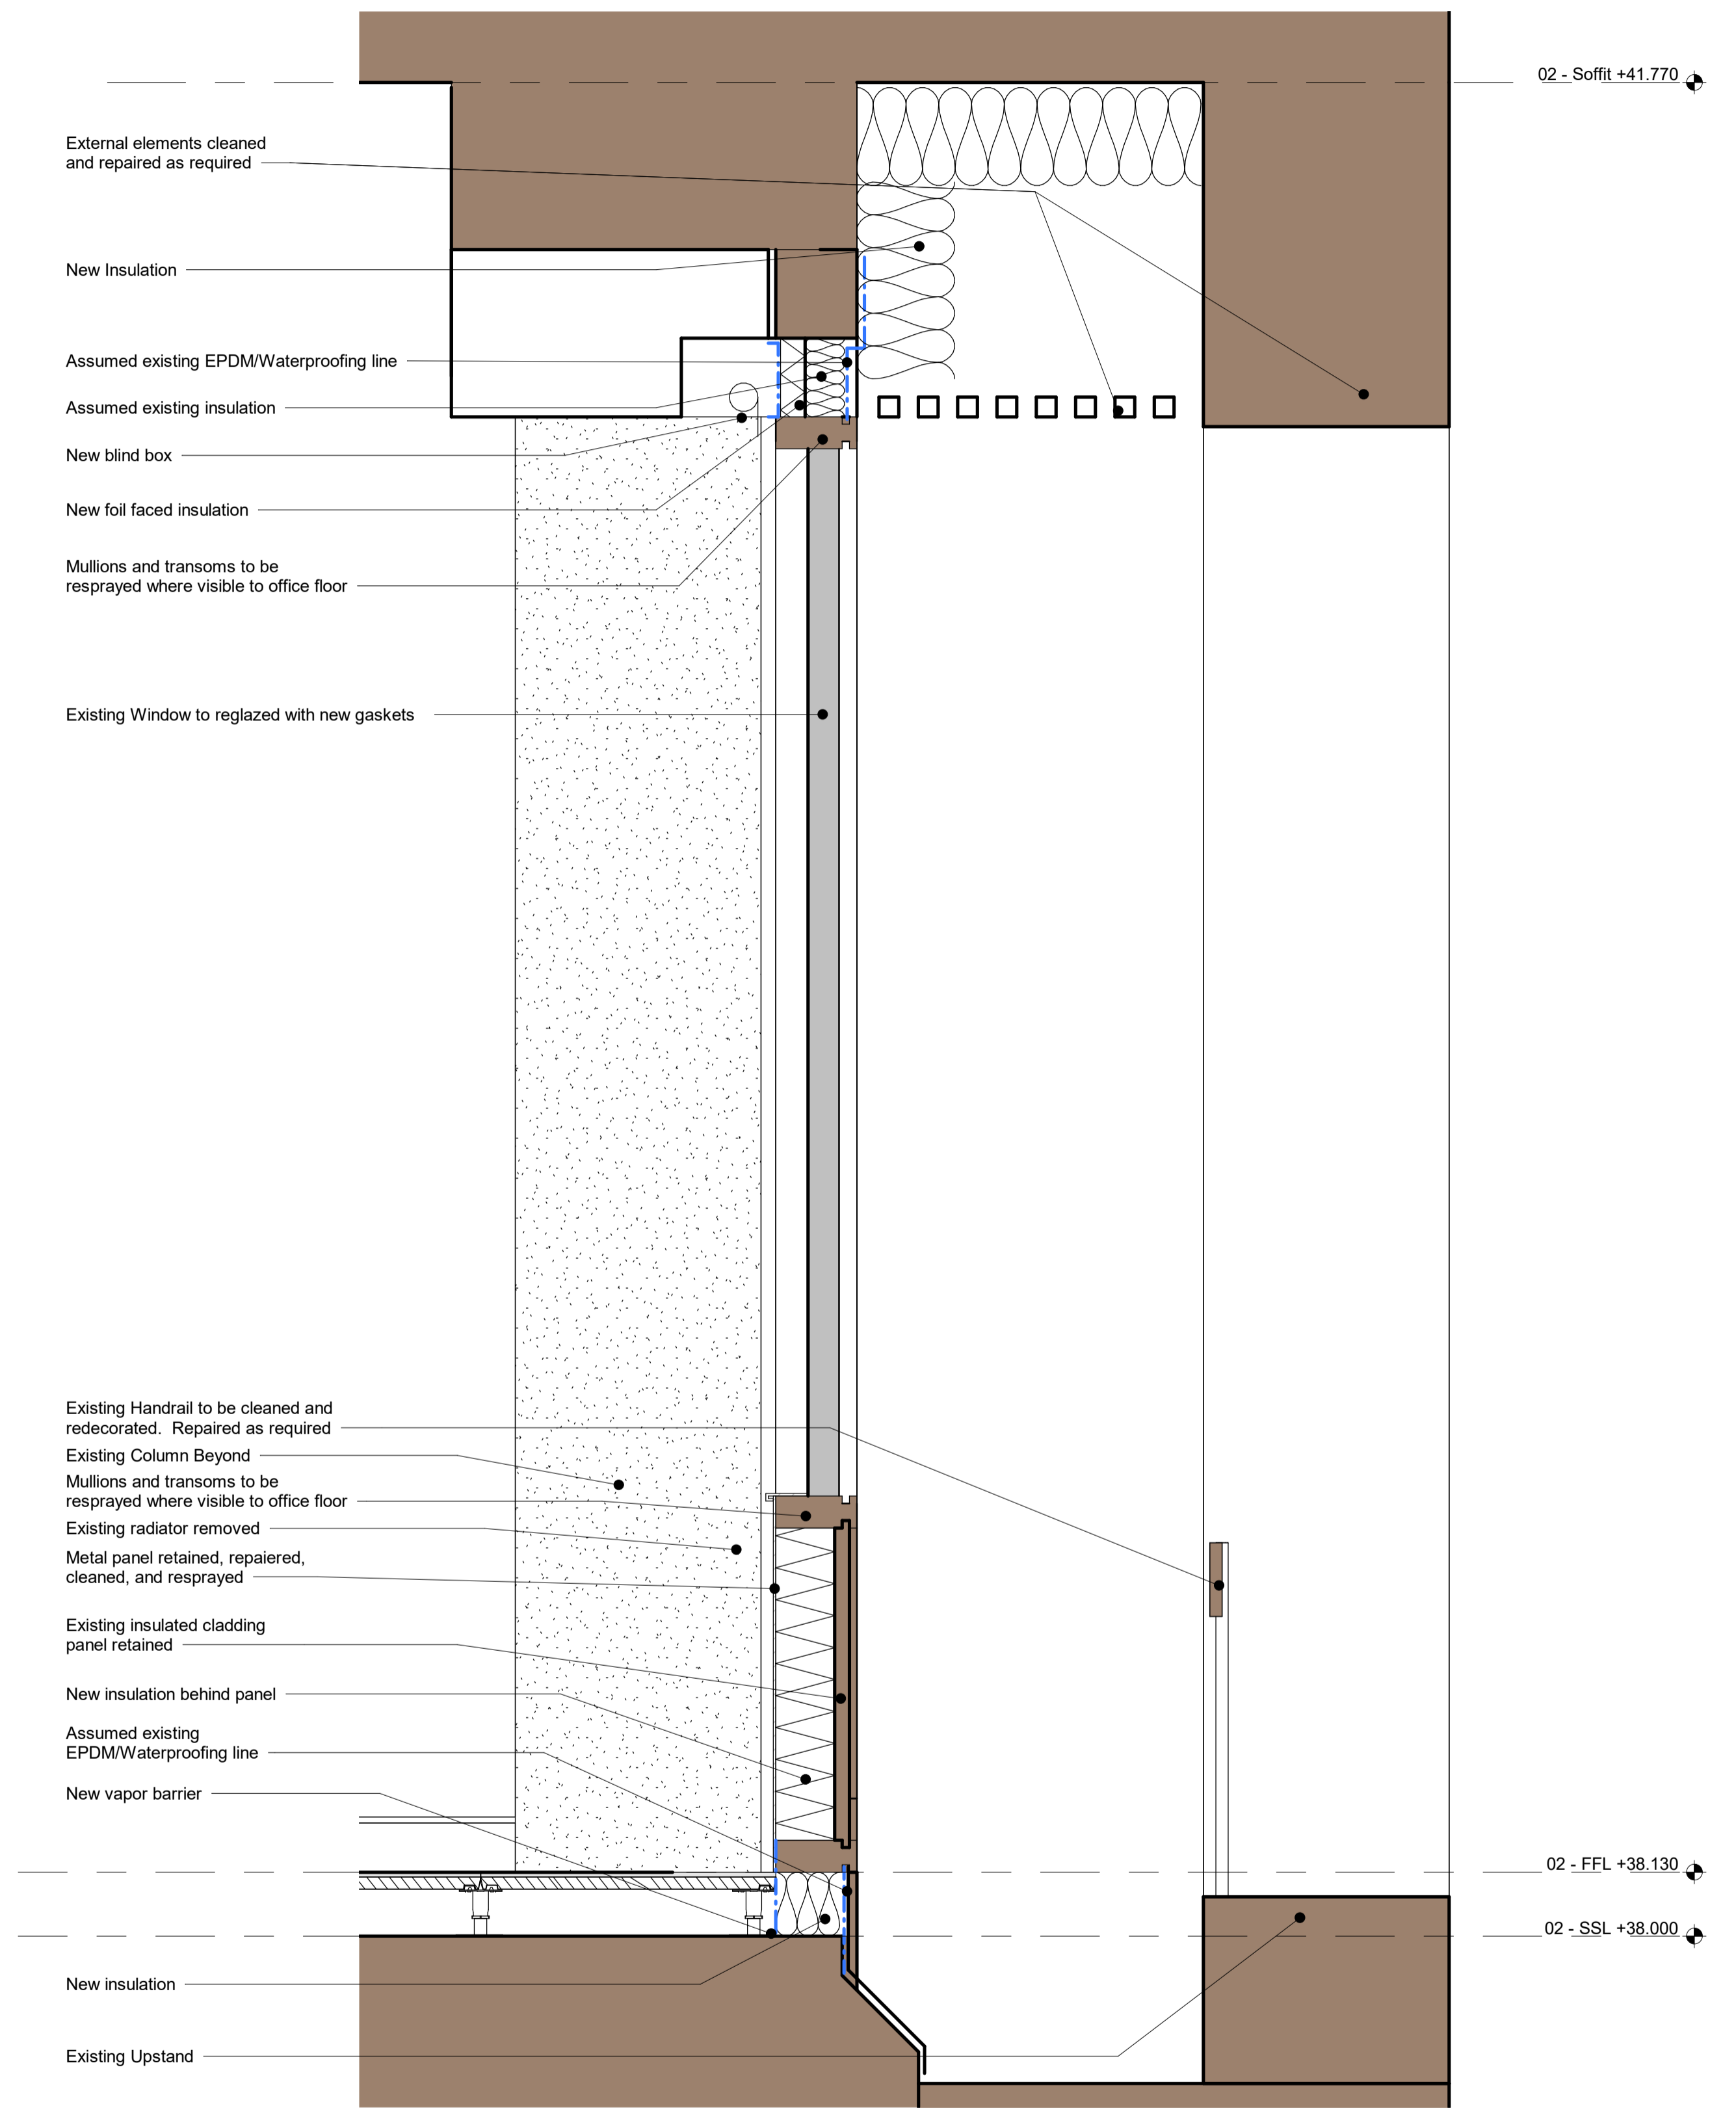 02 - Soffit +41.770
External elements cleaned
and repaired as required
New Insulation
Assumed existing EPDM/Waterproofing line
Assumed existing insulation
New blind box
New foil faced insulation
Mullions and transoms to be
resprayed where visible to office floor
Existing Window to reglazed with new gaskets
Existing Handrail to be cleaned and
redecorated.  Repaired as required
Existing Column Beyond
Mullions and transoms to be
resprayed where visible to office floor
Existing radiator removed
Metal panel retained, repaiered,
cleaned, and resprayed
Existing insulated cladding
panel retained
New insulation behind panel
Assumed existing
EPDM/Waterproofing line
New vapor barrier
02 - FFL +38.130
02 - SSL +38.000
New insulation
Existing Upstand